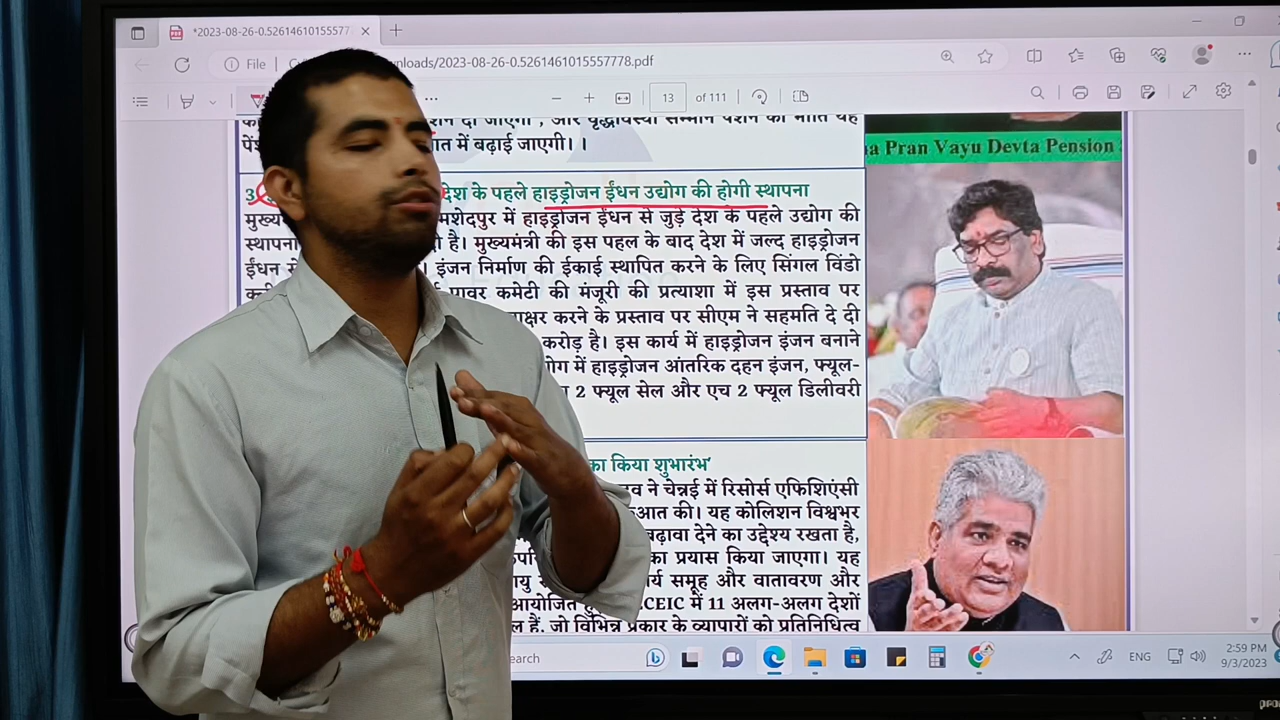 *2023-08-26-0.52614610155577
File
wnloads/2023-08-26-0.5261461015557778.pdf
13 of 111
दी जाएगी , और वृद्धावस्था सम्मान पेंशन की भांति यह
में बढ़ाई जाएगी।।
a Pran Vayu Devta Pension
3
देश के पहले हाइड्रोजन ईंधन उद्योग की होगी स्थापना
मशेदपुर में हाइड्रोजन ईंधन से जुड़े देश के पहले उद्योग की
स्थापना है। मुख्यमंत्री की इस पहल के बाद देश में जल्द हाइड्रोजन
ईंधन इंजन निर्माण की ईकाई स्थापित करने के लिए सिंगल विंडो
पावर कमेटी की मंजूरी की प्रत्याशा में इस प्रस्ताव पर
करने के प्रस्ताव पर सीएम ने सहमति दे दी
करोड़ है। इस कार्य में हाइड्रोजन इंजन बनाने
में हाइड्रोजन आंतरिक दहन इंजन, फ्यूल-
2 फ्यूल सेल और एच 2 फ्यूल डिलीवरी
का किया शुभारंभ'
ने चेन्नई में रिसोर्स एफिशिएंसी
की। यह कोलिशन विश्वभर
बढ़ावा देने का उद्देश्य रखता है,
का प्रयास किया जाएगा। यह
समूह और वातावरण और
आयोजित CEIC में 11 अलग-अलग देशों
हैं, जो विभिन्न प्रकार के व्यापारों को प्रतिनिधित्व
earch
ENG
2:59 PM
9/3/2023